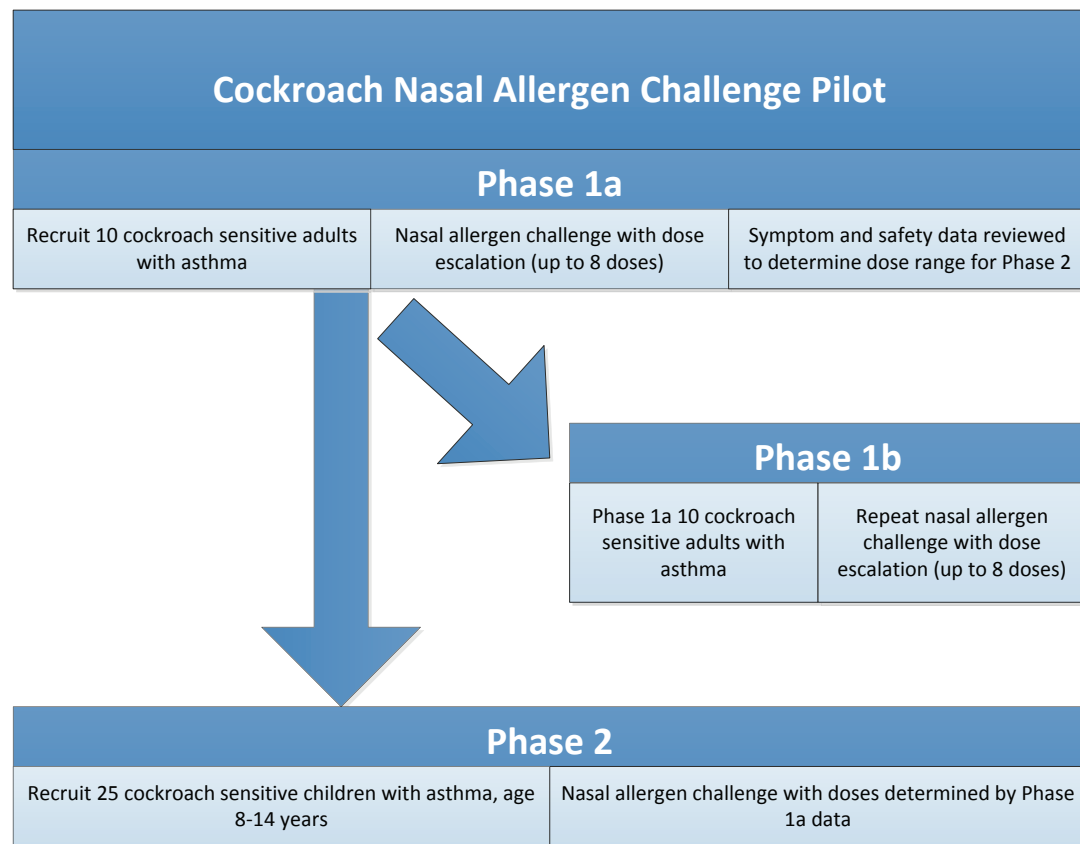 Cockroach Nasal Allergen Challenge Pilot
Phase 1a
Recruit 10 cockroach sensitive adults
with asthma
Nasal allergen challenge with dose
escalation (up to 8 doses)
Symptom and safety data reviewed
to determine dose range for Phase 2
Phase 1b
Phase 1a 10 cockroach
sensitive adults with
asthma
Repeat nasal allergen
challenge with dose
escalation (up to 8 doses)
Phase 2
Recruit 25 cockroach sensitive children with asthma, age
8-14 years
Nasal allergen challenge with doses determined by Phase
1a data